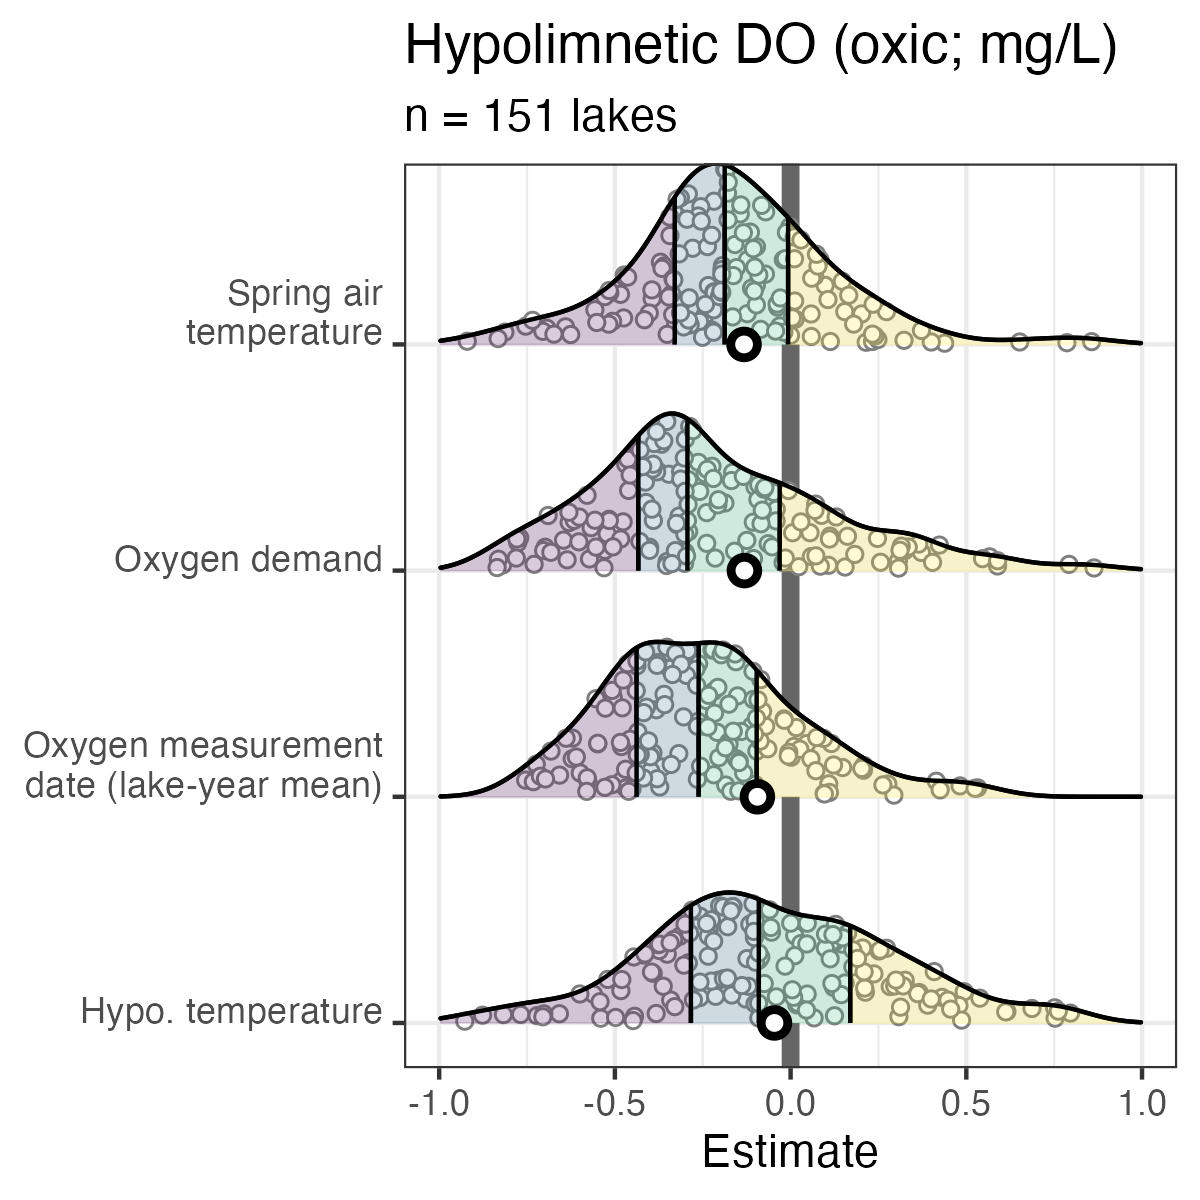 Hypolimnetic DO (oxic; mg/L)
n = 151 lakes
Spring air
temperature
Oxygen demand
Oxygen measurement
date (lake-year mean)
Hypo. temperature
-1.0 -0.5 0.0 0.5 1.0
Estimate